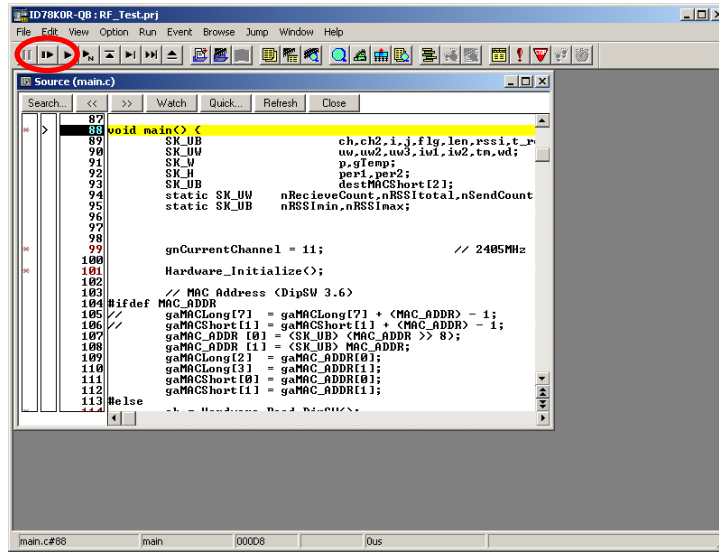 ID78K0R-QB : RF_Test.prj
File Edit View Option Run Event Browse Jump Window Help
Source (main.c)
Search... << >> Watch Quick... Refresh Close
87
88 void main() {
89 SK_UB ch,ch2,i,j,flg,len,rssi,t_r
90 SK_UW uw,uw2,uw3,iw1,iw2,tm,wd;
91 SK_W p,gTemp;
92 SK_H per1,per2;
93 SK_UB destMACShort[2];
94 static SK_UW nRecieveCount,nRSSItotal,nSendCount
95 static SK_UB nRSSImin,nRSSImax;
96
97
98
99 gnCurrentChannel = 11; // 2405MHz
100
101 Hardware_Initialize();
102
103 // MAC Address (DipSW 3.6)
104 #ifdef MAC_ADDR
105 // gaMACLong[7] = gaMACLong[7] + (MAC_ADDR) - 1;
106 // gaMACShort[1] = gaMACShort[1] + (MAC_ADDR) - 1;
107 gaMAC_ADDR [0] = (SK_UB) (MAC_ADDR >> 8);
108 gaMAC_ADDR [1] = (SK_UB) MAC_ADDR;
109 gaMACLong[2] = gaMAC_ADDR[0];
110 gaMACLong[3] = gaMAC_ADDR[1];
111 gaMACShort[0] = gaMAC_ADDR[0];
112 gaMACShort[1] = gaMAC_ADDR[1];
113 #else
main.c#88 main 000D8 0us